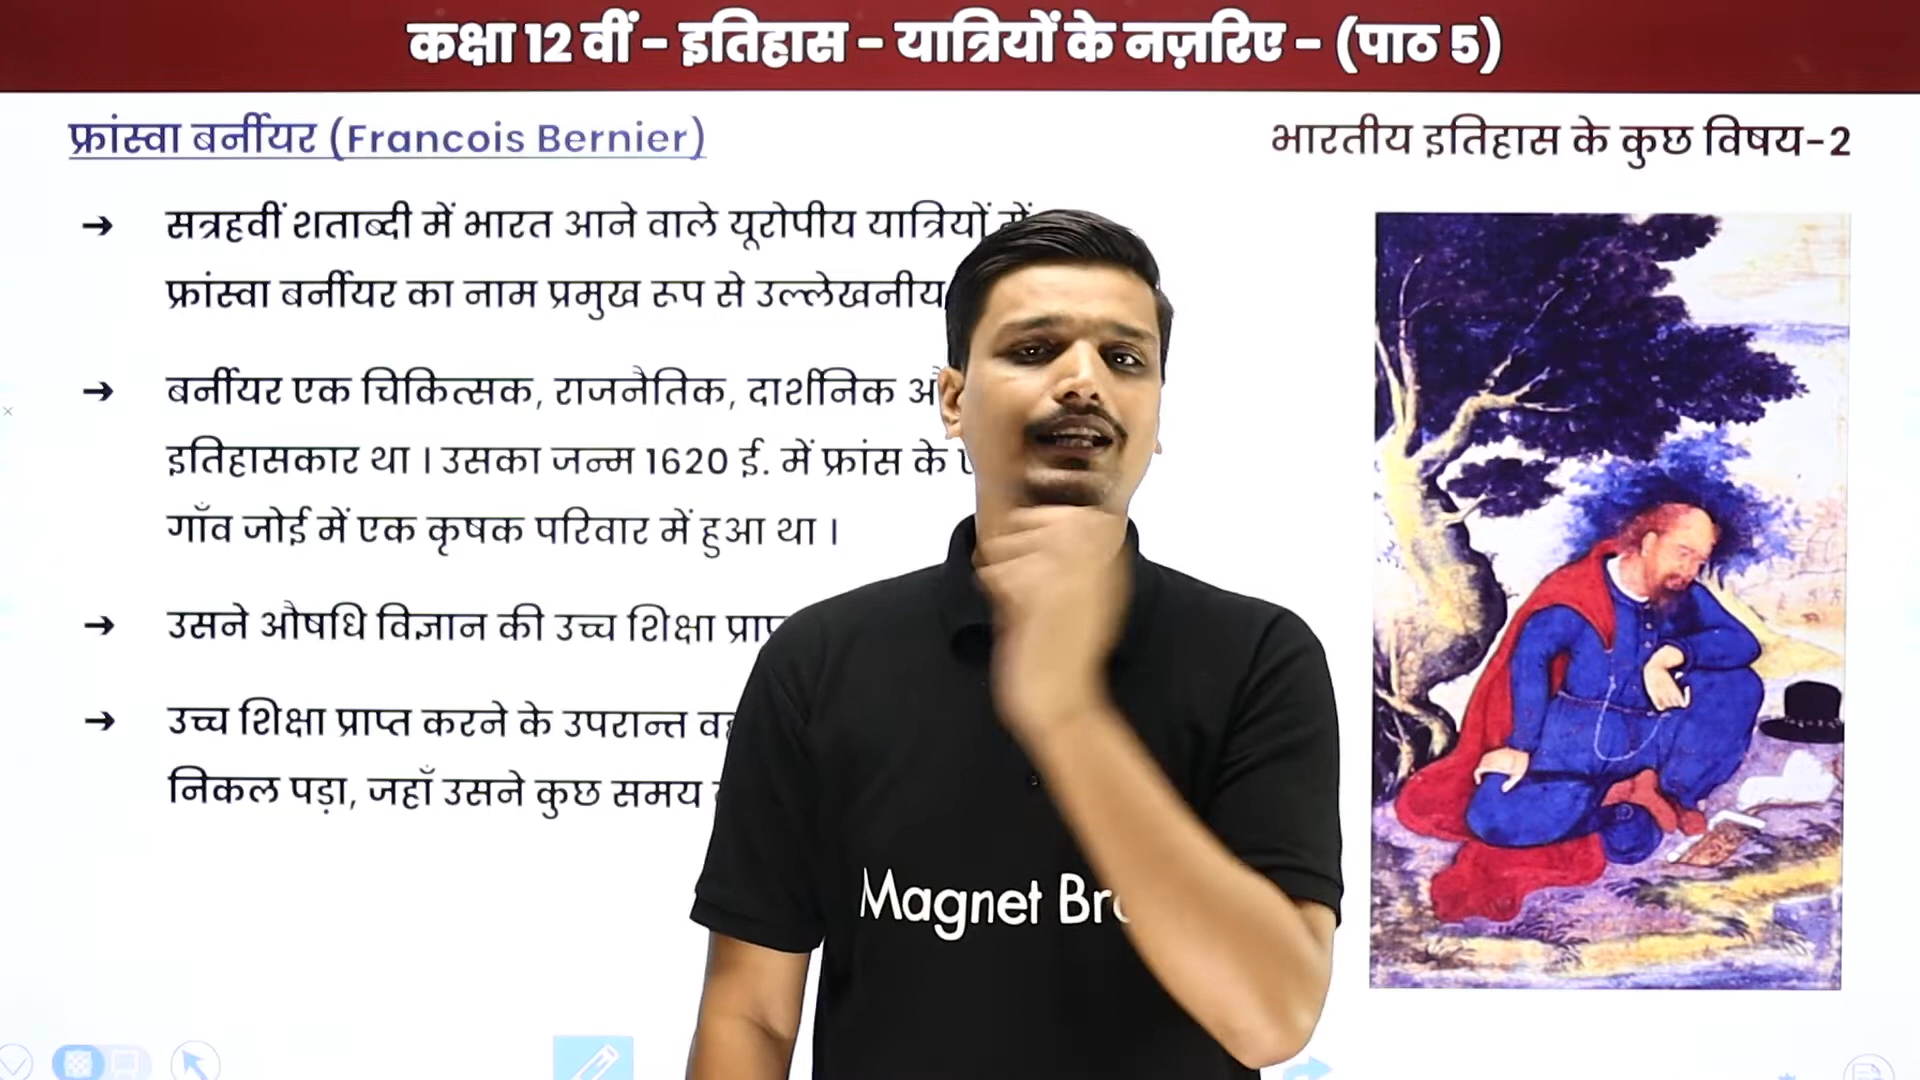 कक्षा 12 वीं - इतिहास - यात्रियों के नज़रिए - (पाठ 5)
फ्रांस्वा बर्नीयर (Francois Bernier)
भारतीय इतिहास के कुछ विषय-2
→ सत्रहवीं शताब्दी में भारत आने वाले यूरोपीय यात्रियों में
फ्रांस्वा बर्नीयर का नाम प्रमुख रूप से उल्लेखनीय
→ बर्नीयर एक चिकित्सक, राजनैतिक, दार्शनिक
इतिहासकार था । उसका जन्म 1620 ई. में फ्रांस के
गाँव जोई में एक कृषक परिवार में हुआ था ।
→ उसने औषधि विज्ञान की उच्च शिक्षा
→ उच्च शिक्षा प्राप्त करने के उपरान्त
निकल पड़ा, जहाँ उसने कुछ समय
Magnet